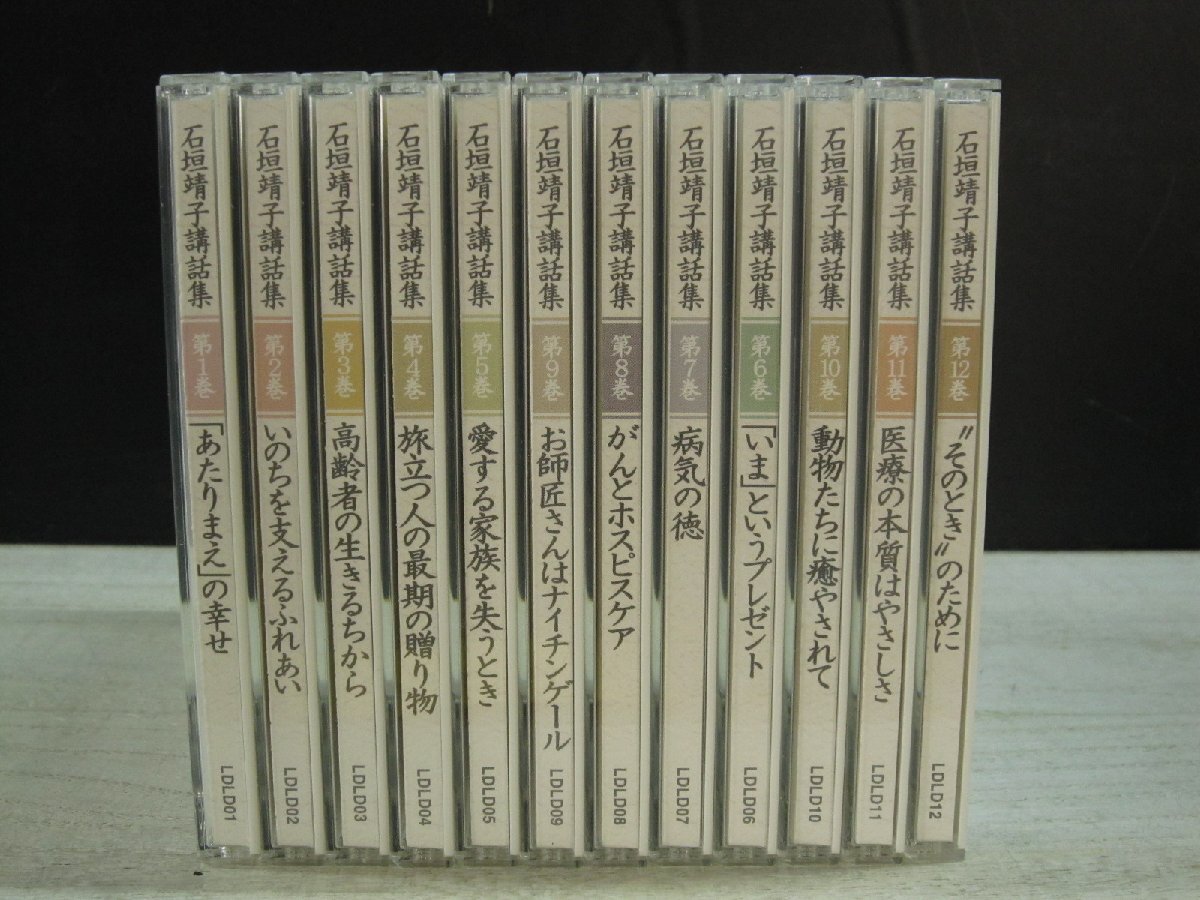 石垣靖子講話集 第1巻 「あたりまえ」の幸せ LDLD01
石垣靖子講話集 第2巻 いのちを支えるふれあい LDLD02
石垣靖子講話集 第3巻 高齢者の生きるちから LDLD03
石垣靖子講話集 第4巻 旅立つ人の最期の贈り物 LDLD04
石垣靖子講話集 第5巻 愛する家族を失うとき LDLD05
石垣靖子講話集 第9巻 お師匠さんはナイチンゲール LDLD09
石垣靖子講話集 第8巻 がんとホスピスケア LDLD08
石垣靖子講話集 第7巻 病気の徳 LDLD07
石垣靖子講話集 第6巻 「いま」というプレゼント LDLD06
石垣靖子講話集 第10巻 動物たちに癒やされて LDLD10
石垣靖子講話集 第11巻 医療の本質はやさしさ LDLD11
石垣靖子講話集 第12巻 〝そのとき〟のために LDLD12